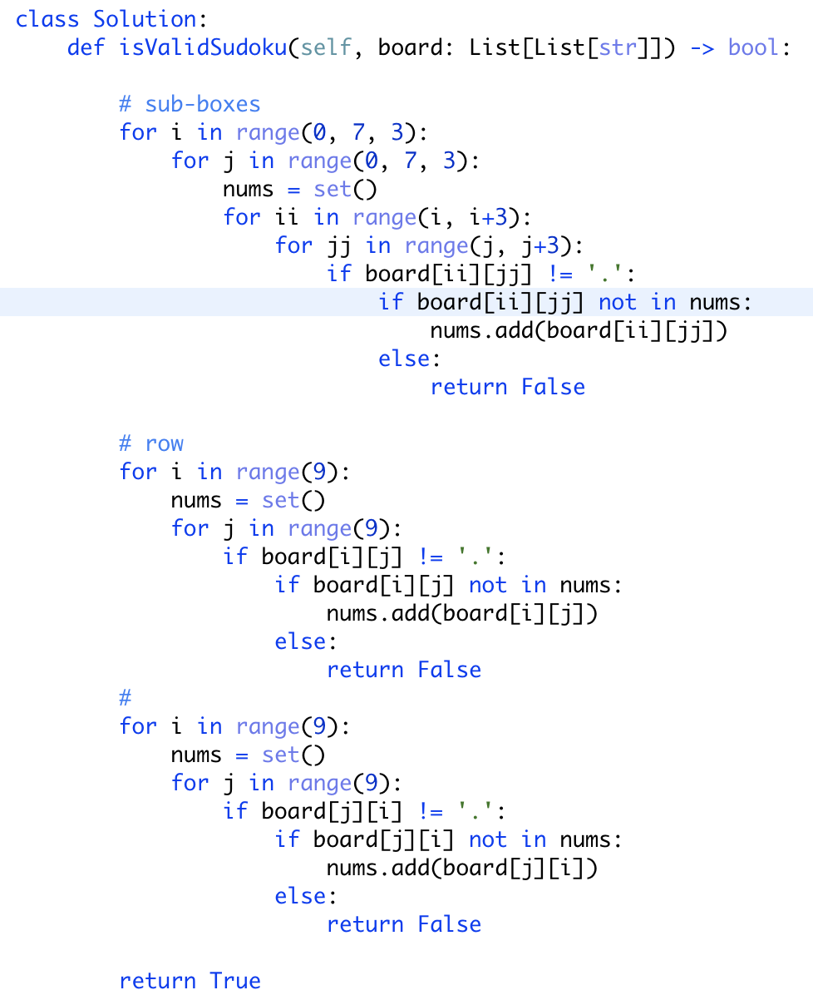 class Solution:
    def isValidSudoku(self, board: List[List[str]]) -> bool:

        # sub-boxes
        for i in range(0, 7, 3):
            for j in range(0, 7, 3):
                nums = set()
                for ii in range(i, i+3):
                    for jj in range(j, j+3):
                        if board[ii][jj] != '.':
                            if board[ii][jj] not in nums:
                                nums.add(board[ii][jj])
                            else:
                                return False

        # row
        for i in range(9):
            nums = set()
            for j in range(9):
                if board[i][j] != '.':
                    if board[i][j] not in nums:
                        nums.add(board[i][j])
                    else:
                        return False
        #
        for i in range(9):
            nums = set()
            for j in range(9):
                if board[j][i] != '.':
                    if board[j][i] not in nums:
                        nums.add(board[j][i])
                    else:
                        return False

        return True